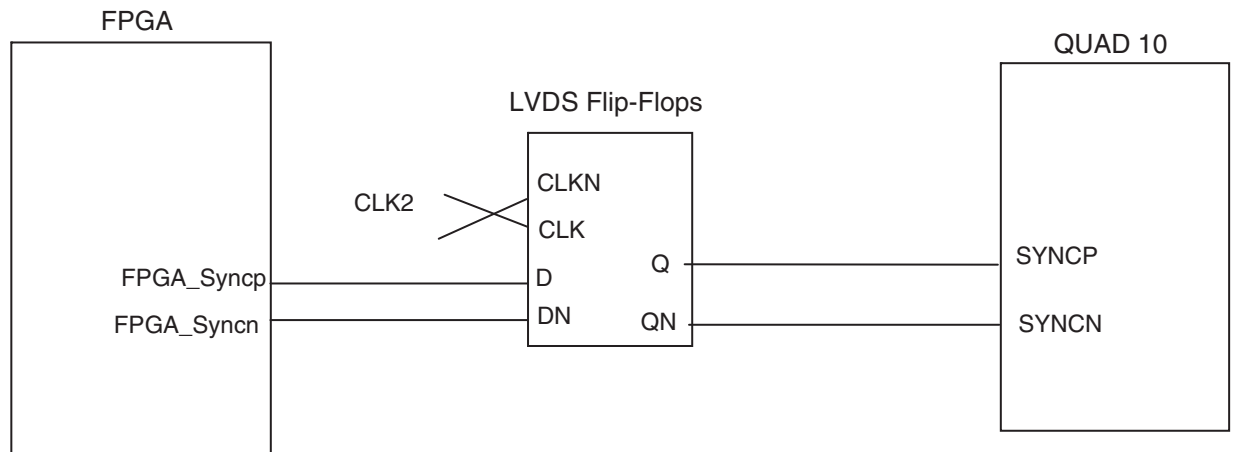 FPGA
QUAD 10
LVDS Flip-Flops
CLKN
CLK2
CLK
SYNCP
Q
FPGA_Syncp
D
FPGA_Syncn
DN
QN
SYNCN